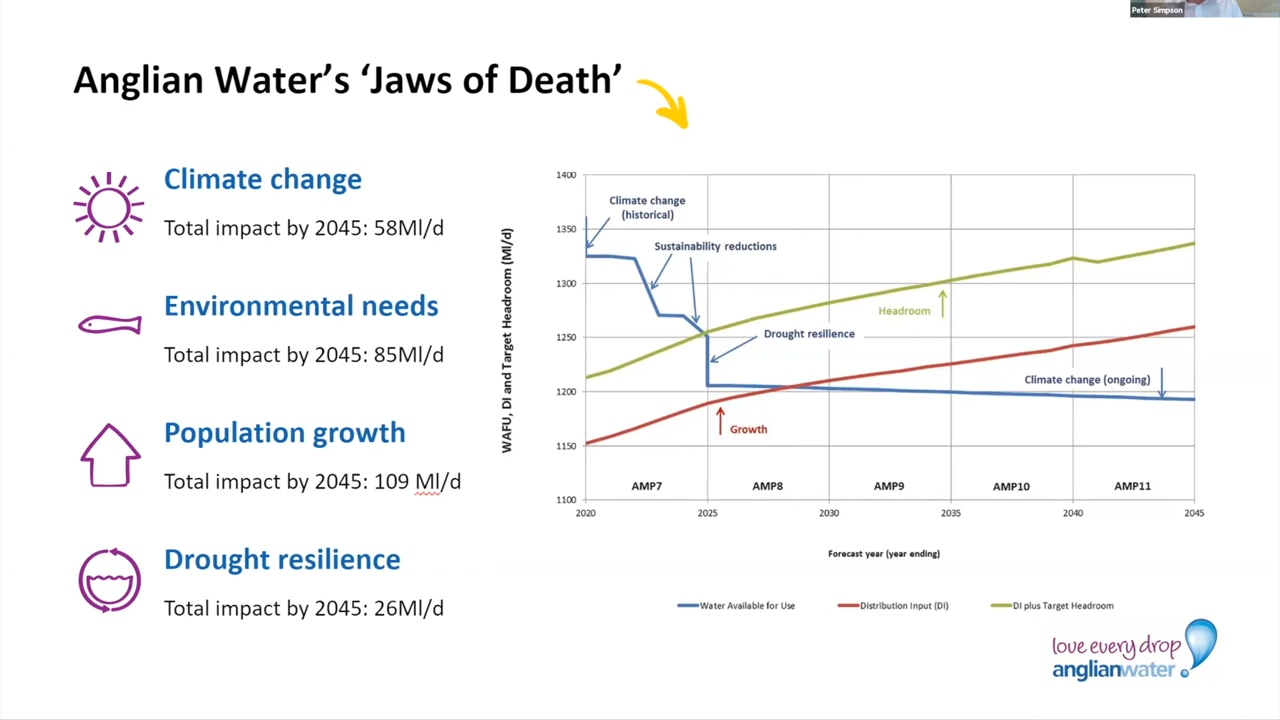 Peter Simpson
Anglian Water's 'Jaws of Death'
Climate change
Total impact by 2045: 58Ml/d
Environmental needs
Total impact by 2045: 85Ml/d
Population growth
Total impact by 2045: 109 Ml/d
Drought resilience
Total impact by 2045: 26Ml/d
WAFU, DI and Target Headroom (Ml/d)
1400
1350
1300
1250
1200
1150
1100
Climate change
(historical)
Sustainability reductions
Drought resilience
Headroom
Climate change (ongoing)
Growth
AMP7 AMP8 AMP9 AMP10 AMP11
2020 2025 2030 2035 2040 2045
Forecast year (year ending)
Water Available for Use Distribution Input (DI) DI plus Target Headroom
love every drop
anglianwater